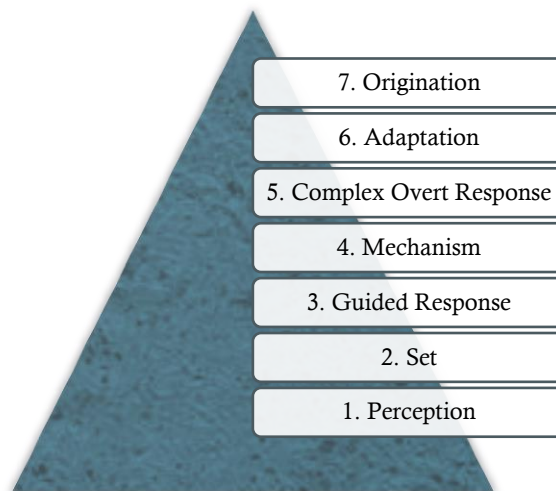 7. Origination
6. Adaptation
5. Complex Overt Response
4. Mechanism
3. Guided Response
2. Set
1. Perception